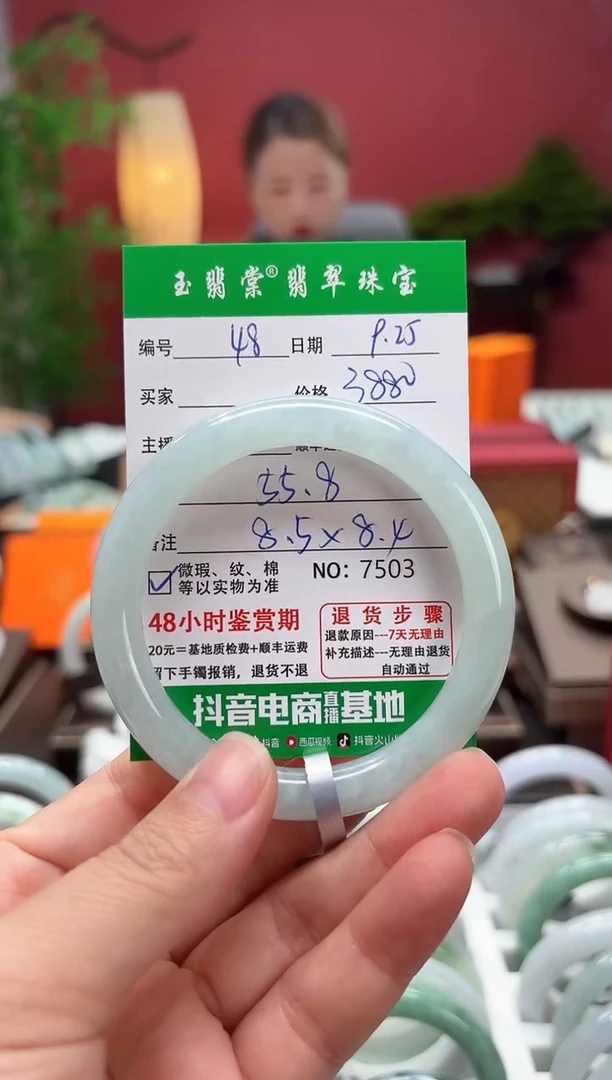 玉翡棠®翡翠珠宝
编号 48 日期 9.25
买家 价格 3880
主播
55.8
备注 8.5×8.4
微瑕、纹、棉
等以实物为准
NO: 7503
48小时鉴赏期
20元=基地质检费+顺丰运费
留下手镯报销，退货不退
退货步骤
退款原因---7天无理由
补充描述---无理由退货
自动通过
抖音电商直播基地
抖音 西瓜视频 抖音火山版